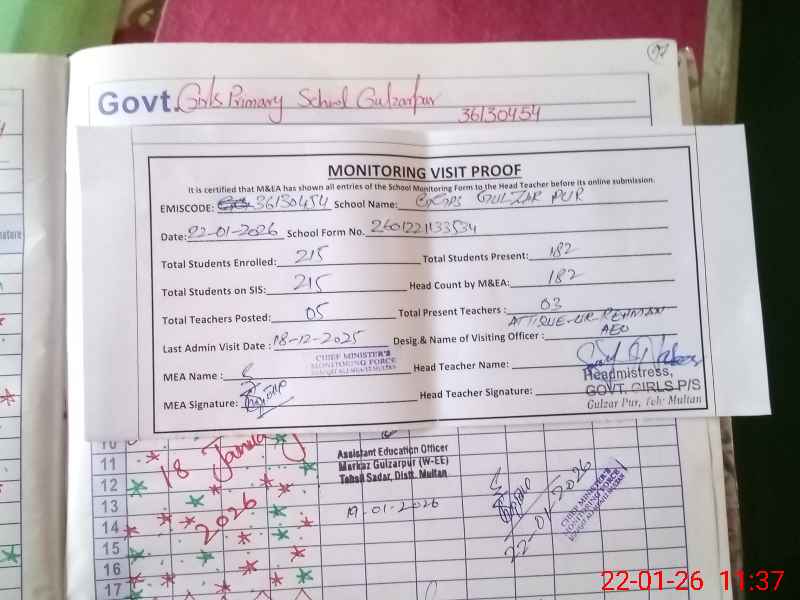 97
Govt. Girls Primary School Gulzarpur
36130454
MONITORING VISIT PROOF
It is certified that M&EA has shown all entries of the School Monitoring Form to the Head Teacher before its online submission.
EMISCODE: 36130454 School Name: GGPS GULZAR PUR
Date: 22-01-2026 School Form No. 2601221133534
Total Students Enrolled: 215 Total Students Present: 182
Total Students on SIS: 215 Head Count by M&EA: 182
Total Teachers Posted: 05 Total Present Teachers : 03
Last Admin Visit Date : 18-12-2025 Desig.& Name of Visiting Officer : ATTIQUE-UR-REHMAN AEO
MEA Name : CHIEF MINISTER'S MONITORING FORCE Head Teacher Name:
MEA Signature: Head Teacher Signature:
Headmistress,
GOVT. GIRLS.P/S
Gulzar Pur, Teh: Multan
10
11
12
13
14
15
16
17
18 January
2026
Assistant Education Officer
Markaz Gulzarpur (W-EE)
Tehsil Sadar, Distt. Multan
19-01-2026
22-01-2026
CHIEF MINISTER'S
MONITORING FORCE
22-01-26 11:37